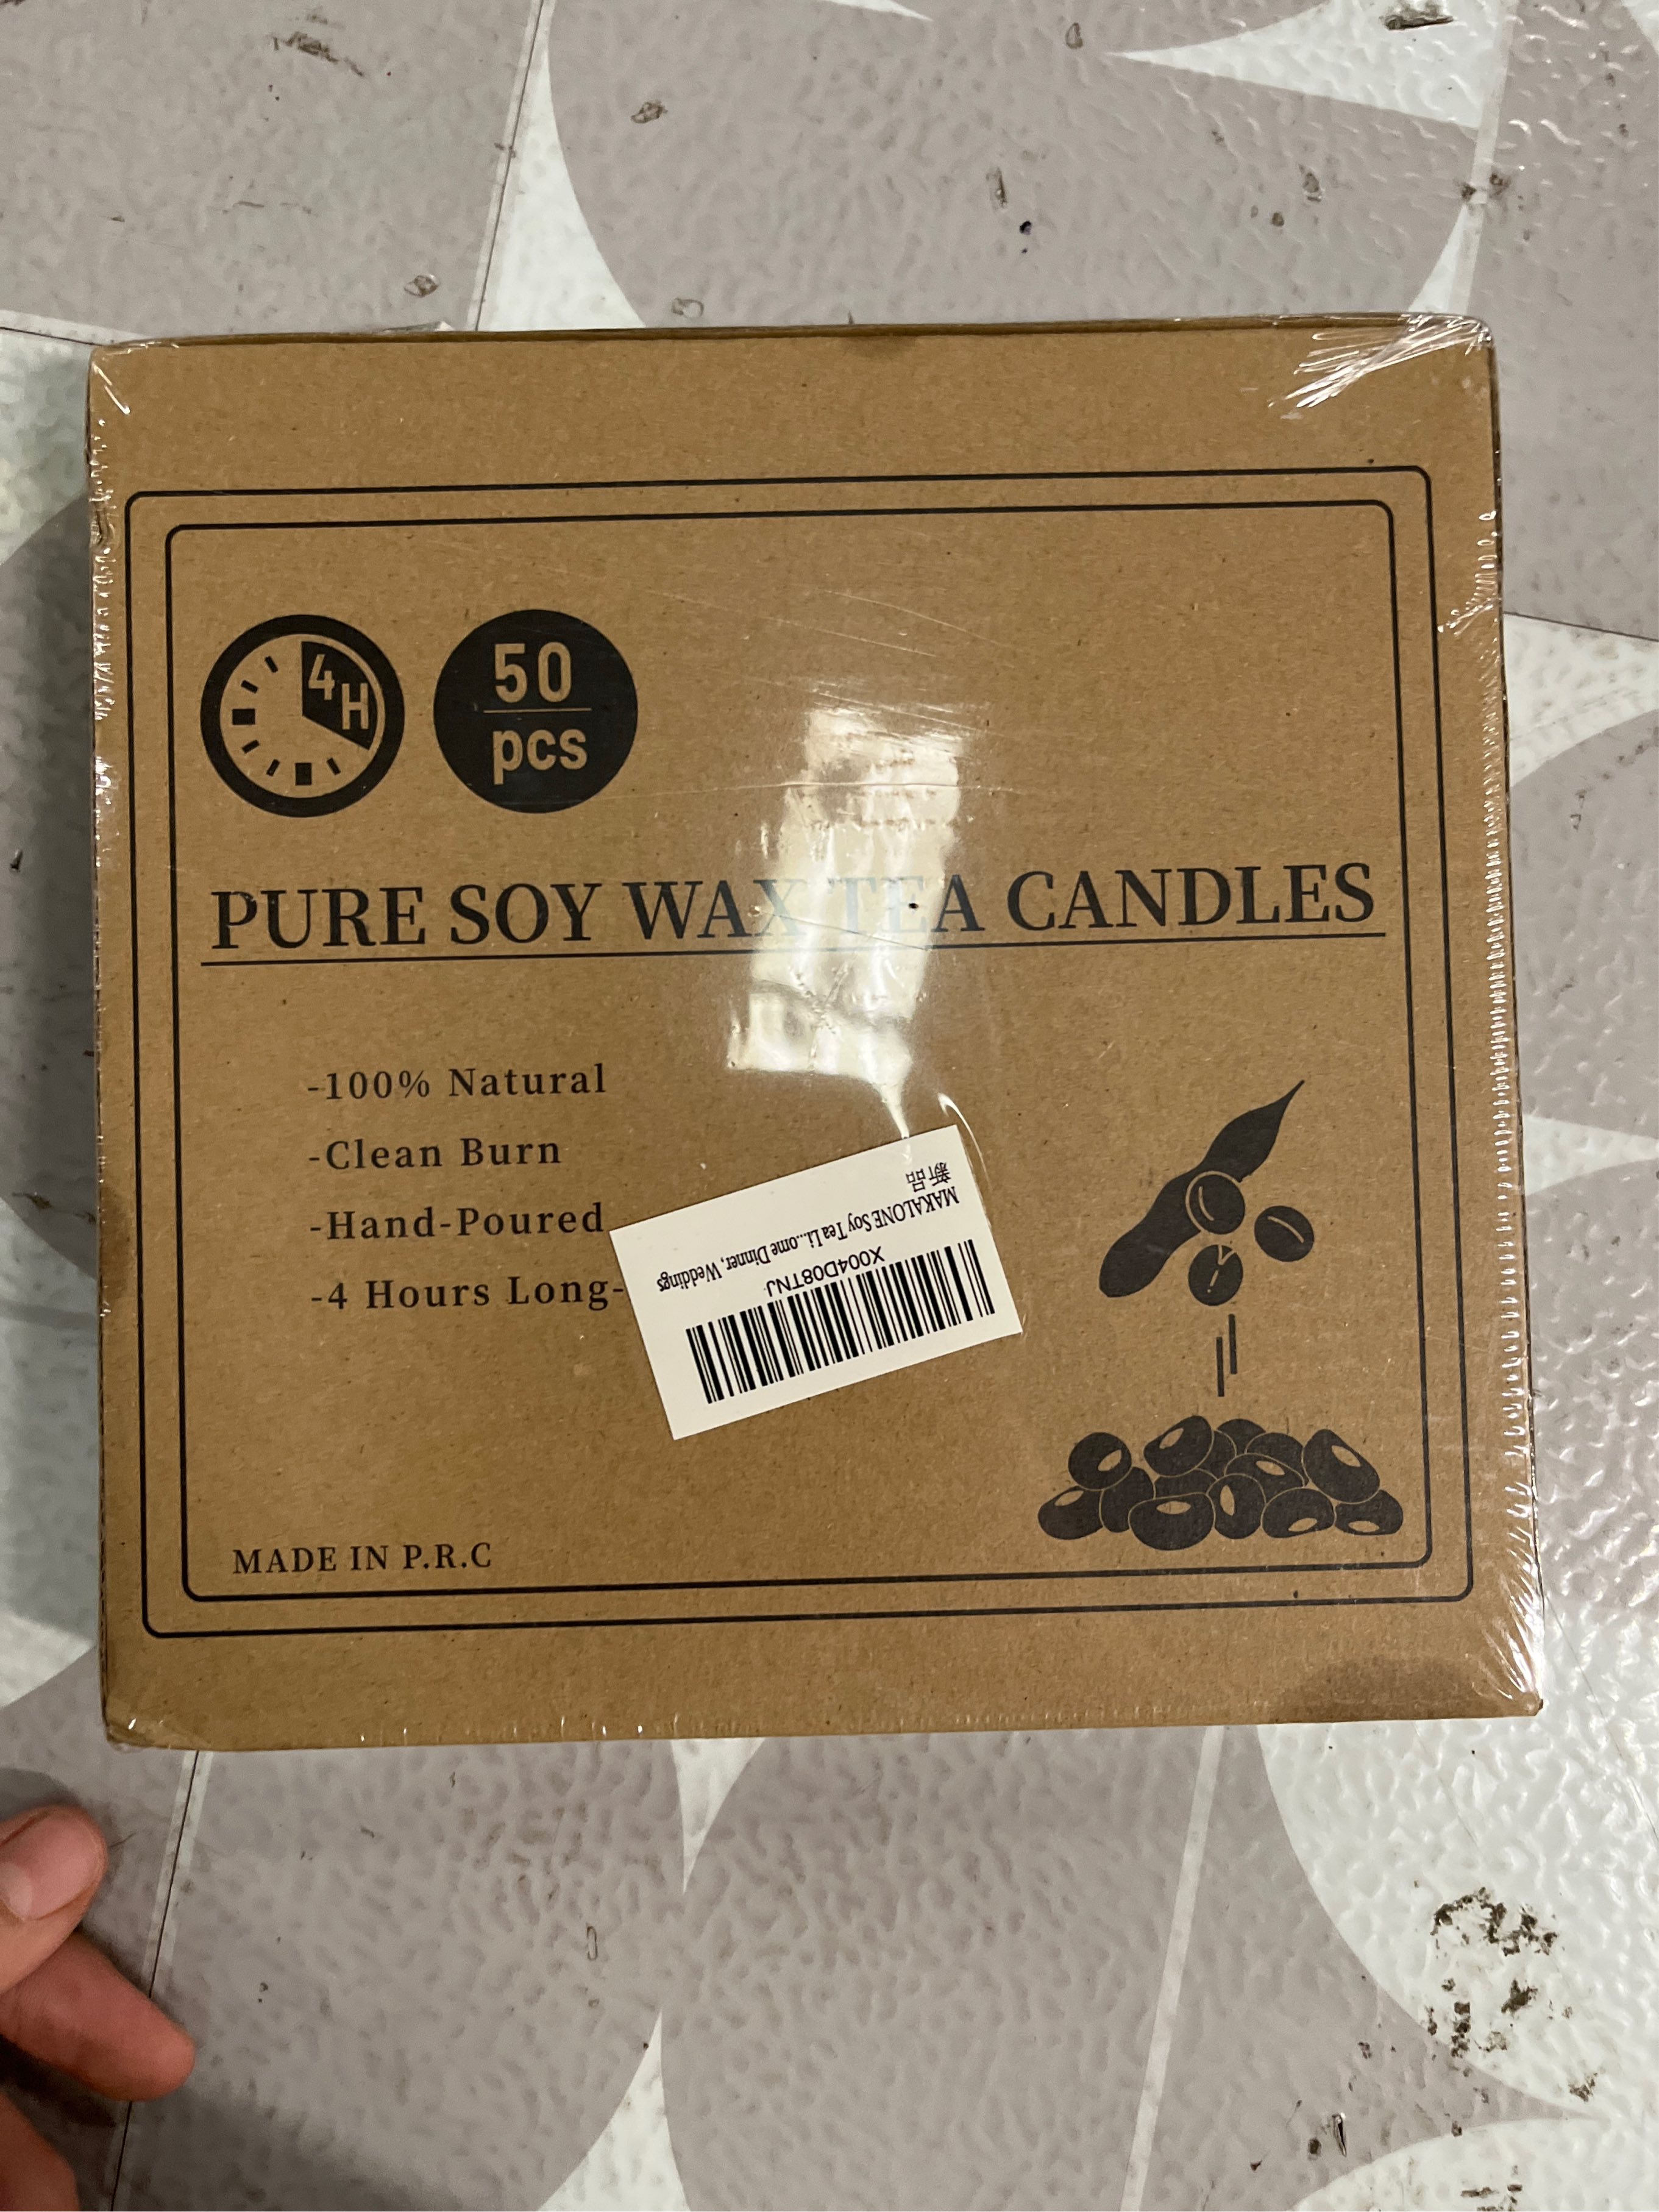 4H
50
pcs
PURE SOY WAX TEA CANDLES
-100% Natural
-Clean Burn
-Hand-Poured
-4 Hours Long-
X004D08TNJ
MAKALONE Soy Tea Li...ome Dinner, Weddings
新品
MADE IN P.R.C